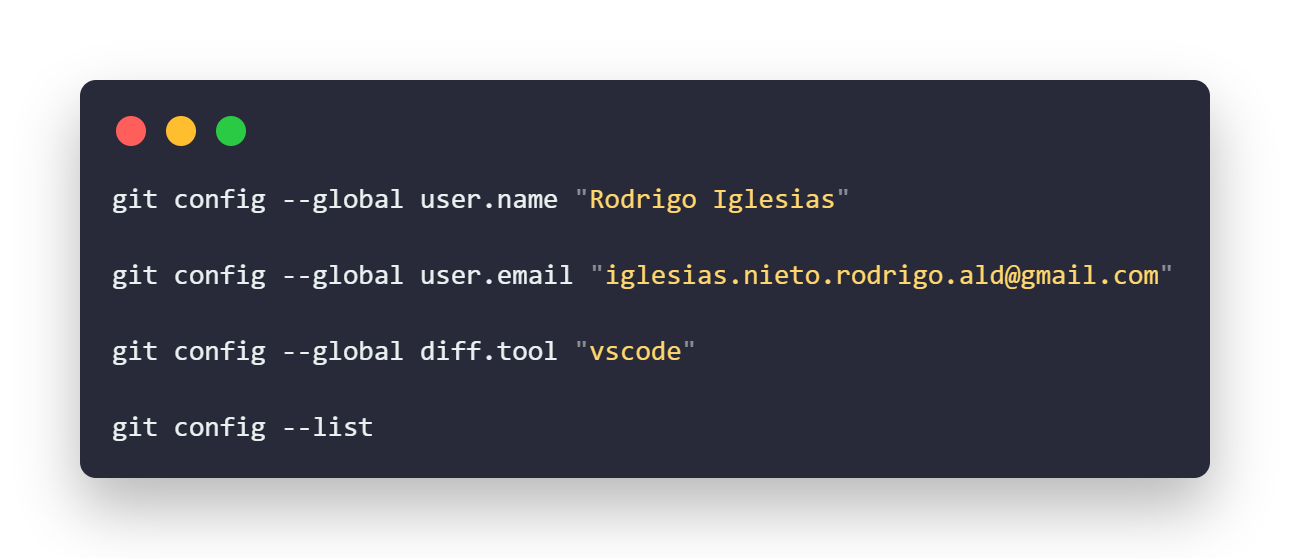 git config --global user.name "Rodrigo Iglesias"
git config --global user.email "iglesias.nieto.rodrigo.ald@gmail.com"
git config --global diff.tool "vscode"
git config --list